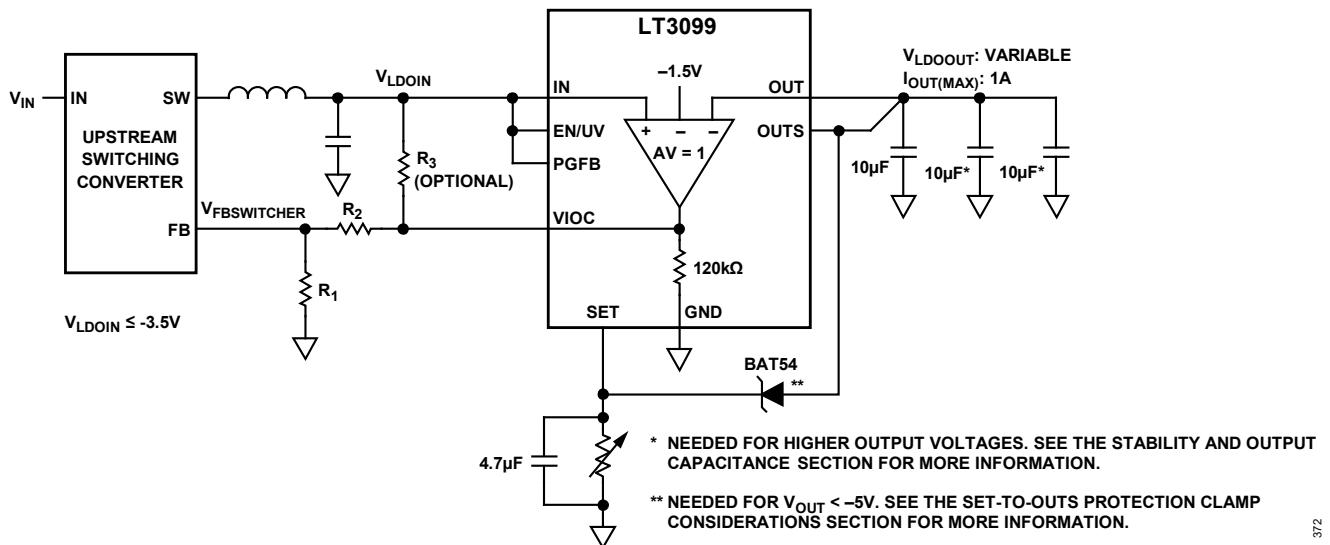 LT3099
V_LDOOUT: VARIABLE
I_OUT(MAX): 1A
V_LDOIN
–1.5V
V_IN
IN
SW
IN
OUT
UPSTREAM
SWITCHING
CONVERTER
EN/UV
PGFB
+
–
–
AV = 1
OUTS
R_3
(OPTIONAL)
10µF
10µF*
10µF*
V_FBSWITCHER
R_2
VIOC
FB
R_1
120kΩ
V_LDOIN ≤ -3.5V
SET
GND
BAT54
**
4.7µF
* NEEDED FOR HIGHER OUTPUT VOLTAGES. SEE THE STABILITY AND OUTPUT
CAPACITANCE SECTION FOR MORE INFORMATION.
** NEEDED FOR V_OUT < –5V. SEE THE SET-TO-OUTS PROTECTION CLAMP
CONSIDERATIONS SECTION FOR MORE INFORMATION.
372